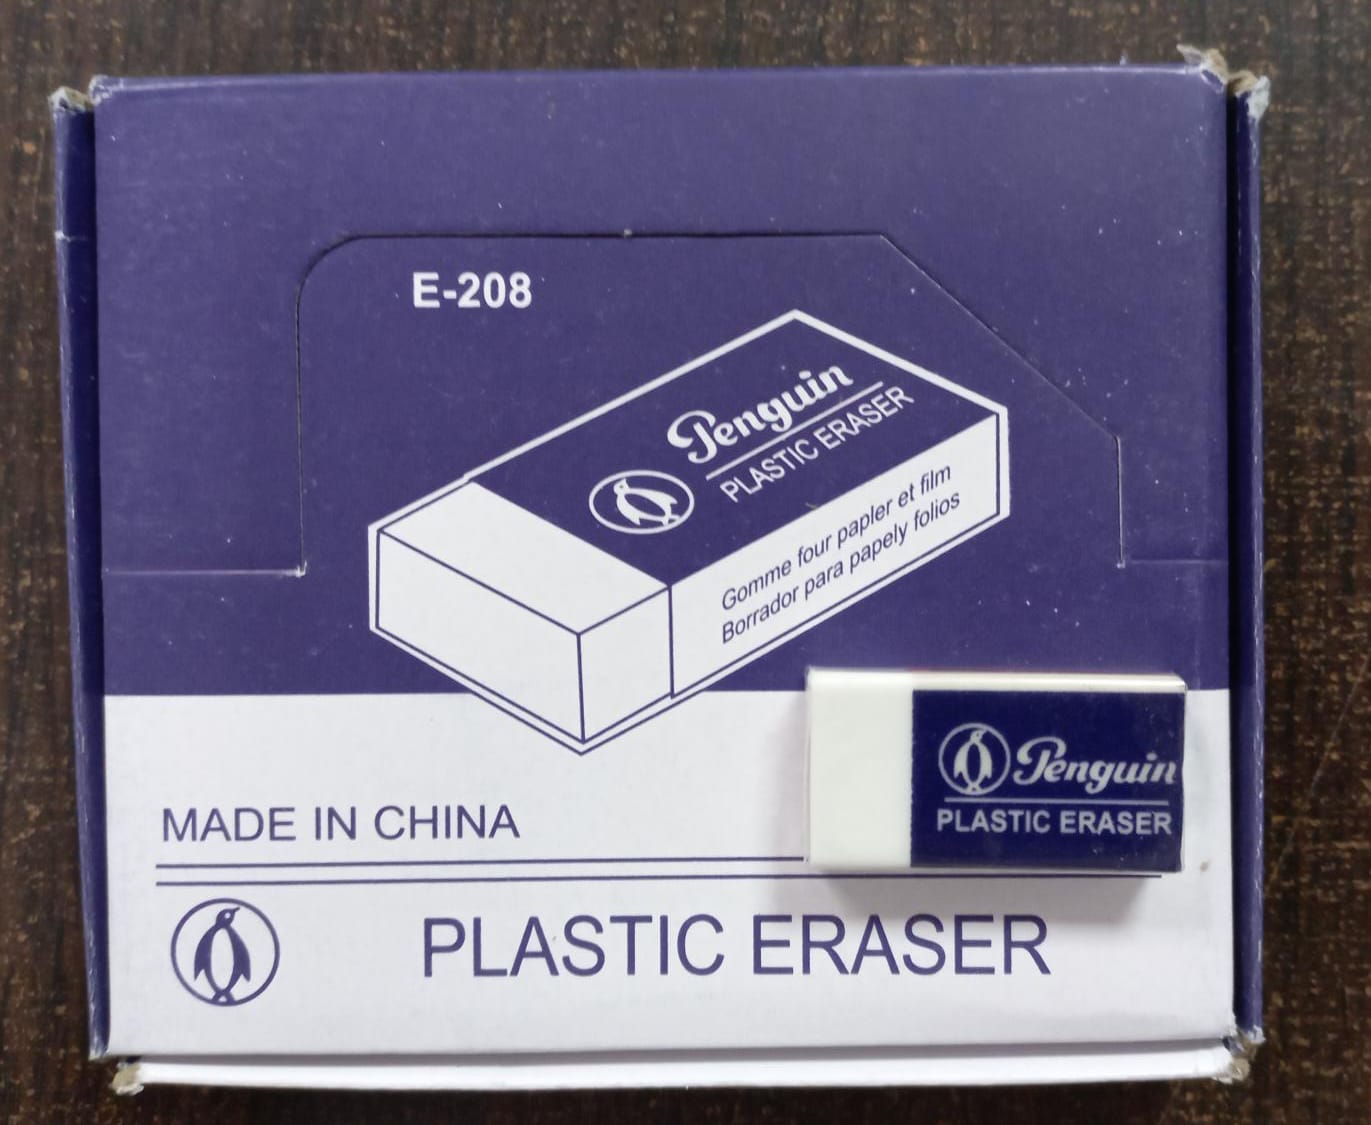 E-208
Penguin
PLASTIC ERASER
Gomme four papler et film
Borrador para papely folios
MADE IN CHINA
Penguin
PLASTIC ERASER
PLASTIC ERASER